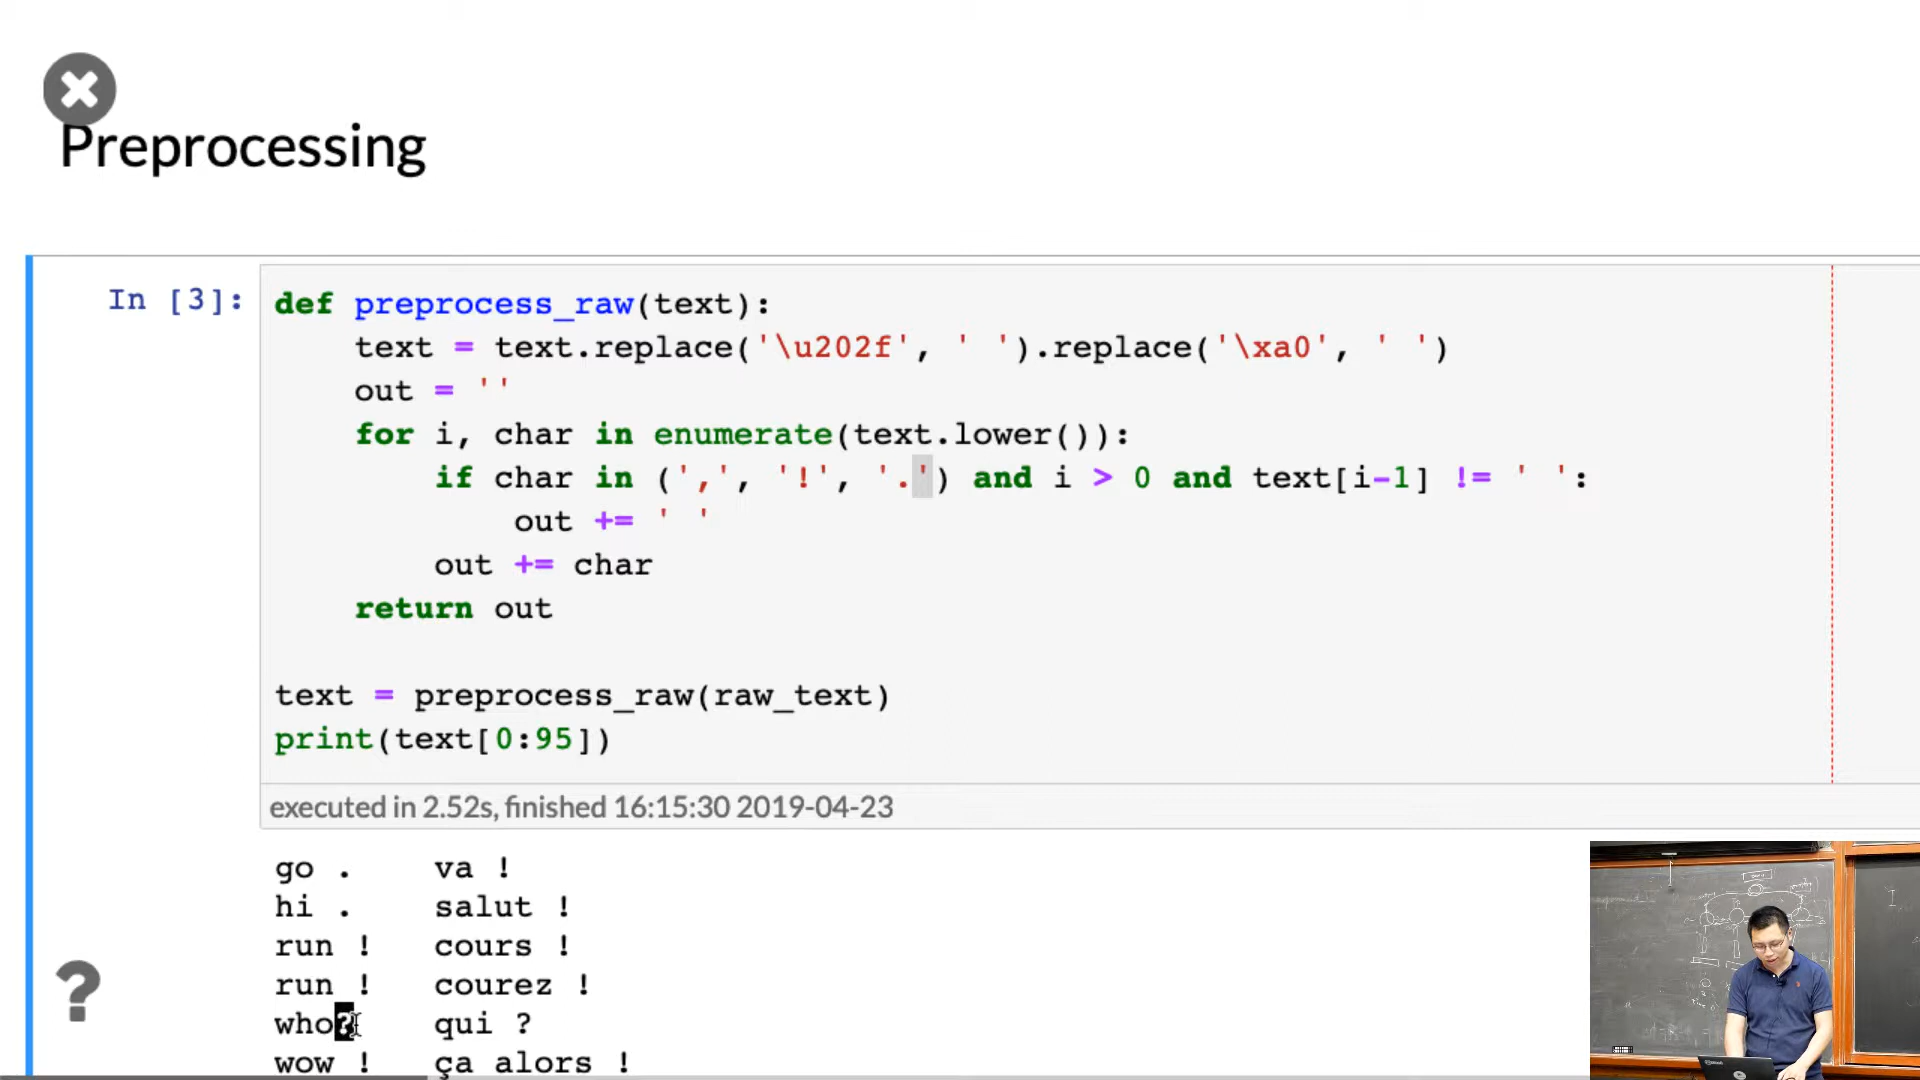 Preprocessing
In [3]:
def preprocess_raw(text):
    text = text.replace('\u202f', ' ').replace('\xa0', ' ')
    out = ''
    for i, char in enumerate(text.lower()):
        if char in (',', '!', '.') and i > 0 and text[i-1] != ' ':
            out += ' '
        out += char
    return out
text = preprocess_raw(raw_text)
print(text[0:95])
executed in 2.52s, finished 16:15:30 2019-04-23
go .    va !
hi .    salut !
run !   cours !
run !   courez !
who?    qui ?
wow !   ça alors !
?